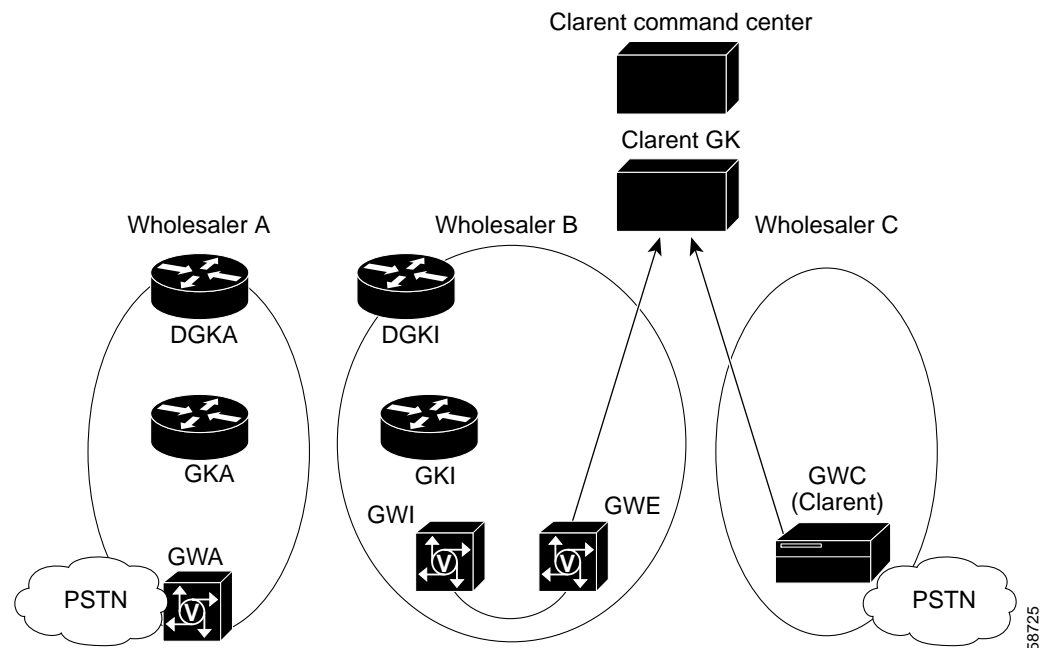 Clarent command center
Clarent GK
Wholesaler A
Wholesaler B
Wholesaler C
DGKA
DGKI
GKA
GKI
GWC
(Clarent)
GWI
GWE
GWA
V
V
V
PSTN
PSTN
58725